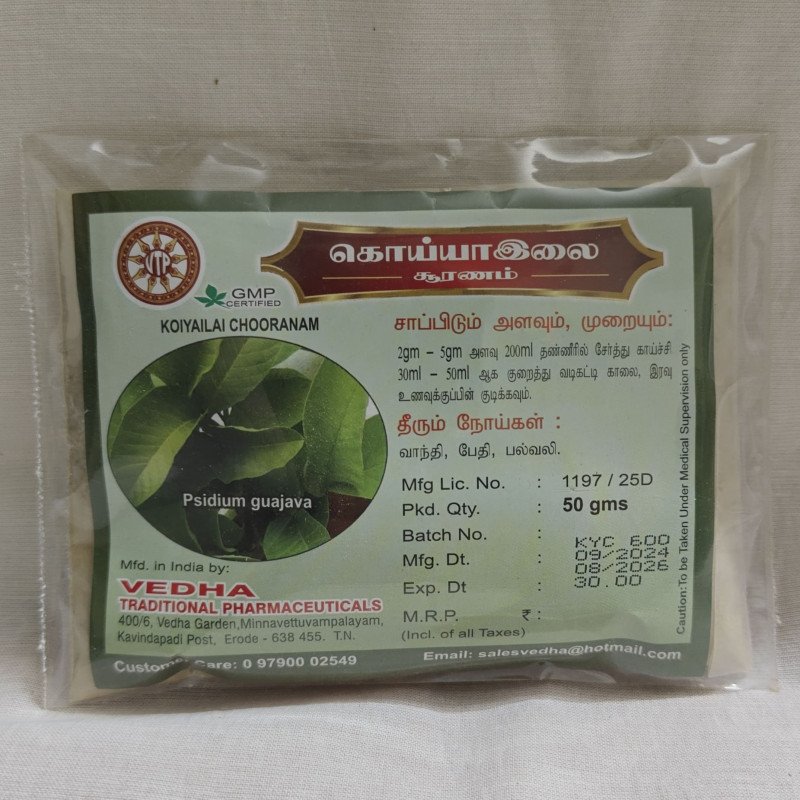 VTP
GMP
CERTIFIED
கொய்யாஇலை
சூரணம்
KOIYAILAI CHOORANAM
Psidium guajava
Mfd. in India by:
VEDHA
TRADITIONAL PHARMACEUTICALS
400/6, Vedha Garden,Minnavettuvampalayam,
Kavindapadi Post, Erode - 638 455. T.N.
சாப்பிடும் அளவும், முறையும்:
2gm – 5gm அளவு 200ml தண்ணீரில் சேர்த்து காய்ச்சி
30ml – 50ml ஆக குறைத்து வடிகட்டி காலை, இரவு
உணவுக்குப்பின் குடிக்கவும்.
தீரும் நோய்கள் :
வாந்தி, பேதி, பல்வலி.
Mfg Lic. No. : 1197 / 25D
Pkd. Qty. : 50 gms
Batch No. : KYC 600
Mfg. Dt. : 09/2024
Exp. Dt : 08/2026
M.R.P. ₹ : 30.00
(Incl. of all Taxes)
Caution:To be Taken Under Medical Supervision only
Customer Care: 0 97900 02549
Email: salesvedha@hotmail.com